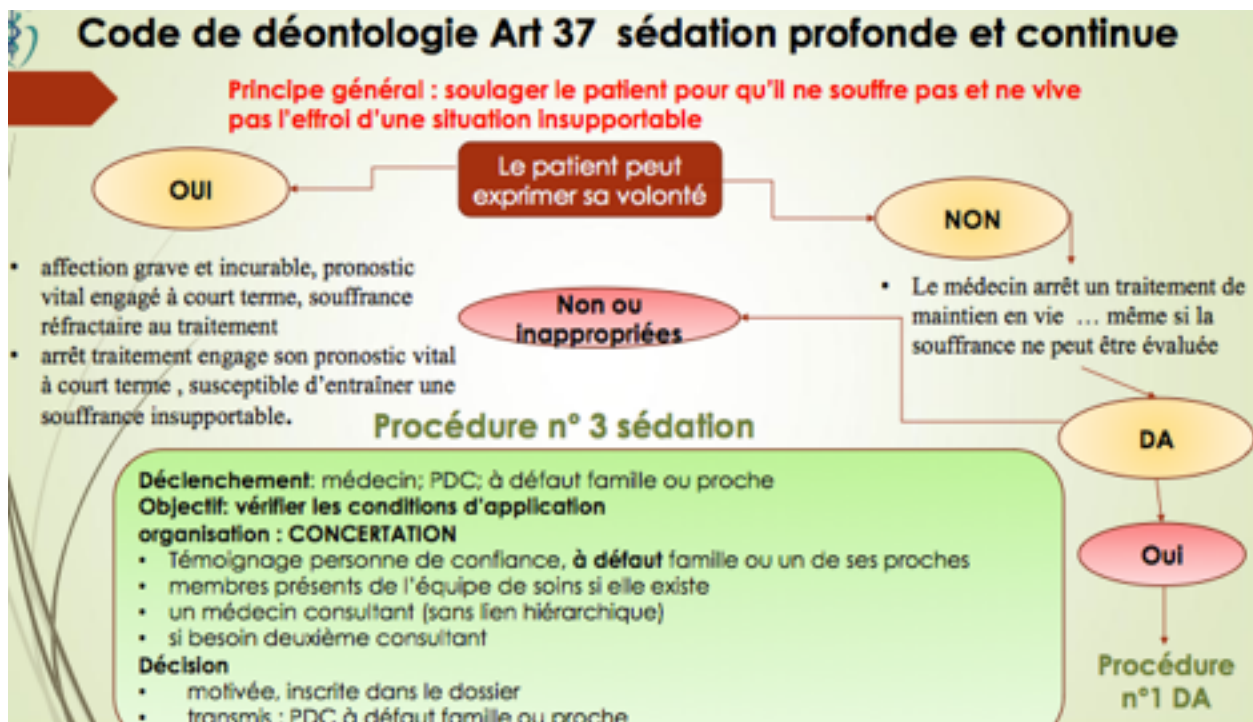 Code de déontologie Art 37 sédation profonde et continue
Principe général : soulager le patient pour qu'il ne souffre pas et ne vive
pas l'effroi d'une situation insupportable
Le patient peut
exprimer sa volonté
OUI
NON
• affection grave et incurable, pronostic
vital engagé à court terme, souffrance
réfractaire au traitement
• arrêt traitement engage son pronostic vital
à court terme , susceptible d'entraîner une
souffrance insupportable.
Non ou
inappropriées
• Le médecin arrêt un traitement de
maintien en vie … même si la
souffrance ne peut être évaluée
DA
Oui
Procédure
n°1 DA
Procédure n° 3 sédation
Déclenchement: médecin; PDC; à défaut famille ou proche
Objectif: vérifier les conditions d'application
organisation : CONCERTATION
• Témoignage personne de confiance, à défaut famille ou un de ses proches
• membres présents de l'équipe de soins si elle existe
• un médecin consultant (sans lien hiérarchique)
• si besoin deuxième consultant
Décision
• motivée, inscrite dans le dossier
• transmis : PDC à défaut famille ou proche